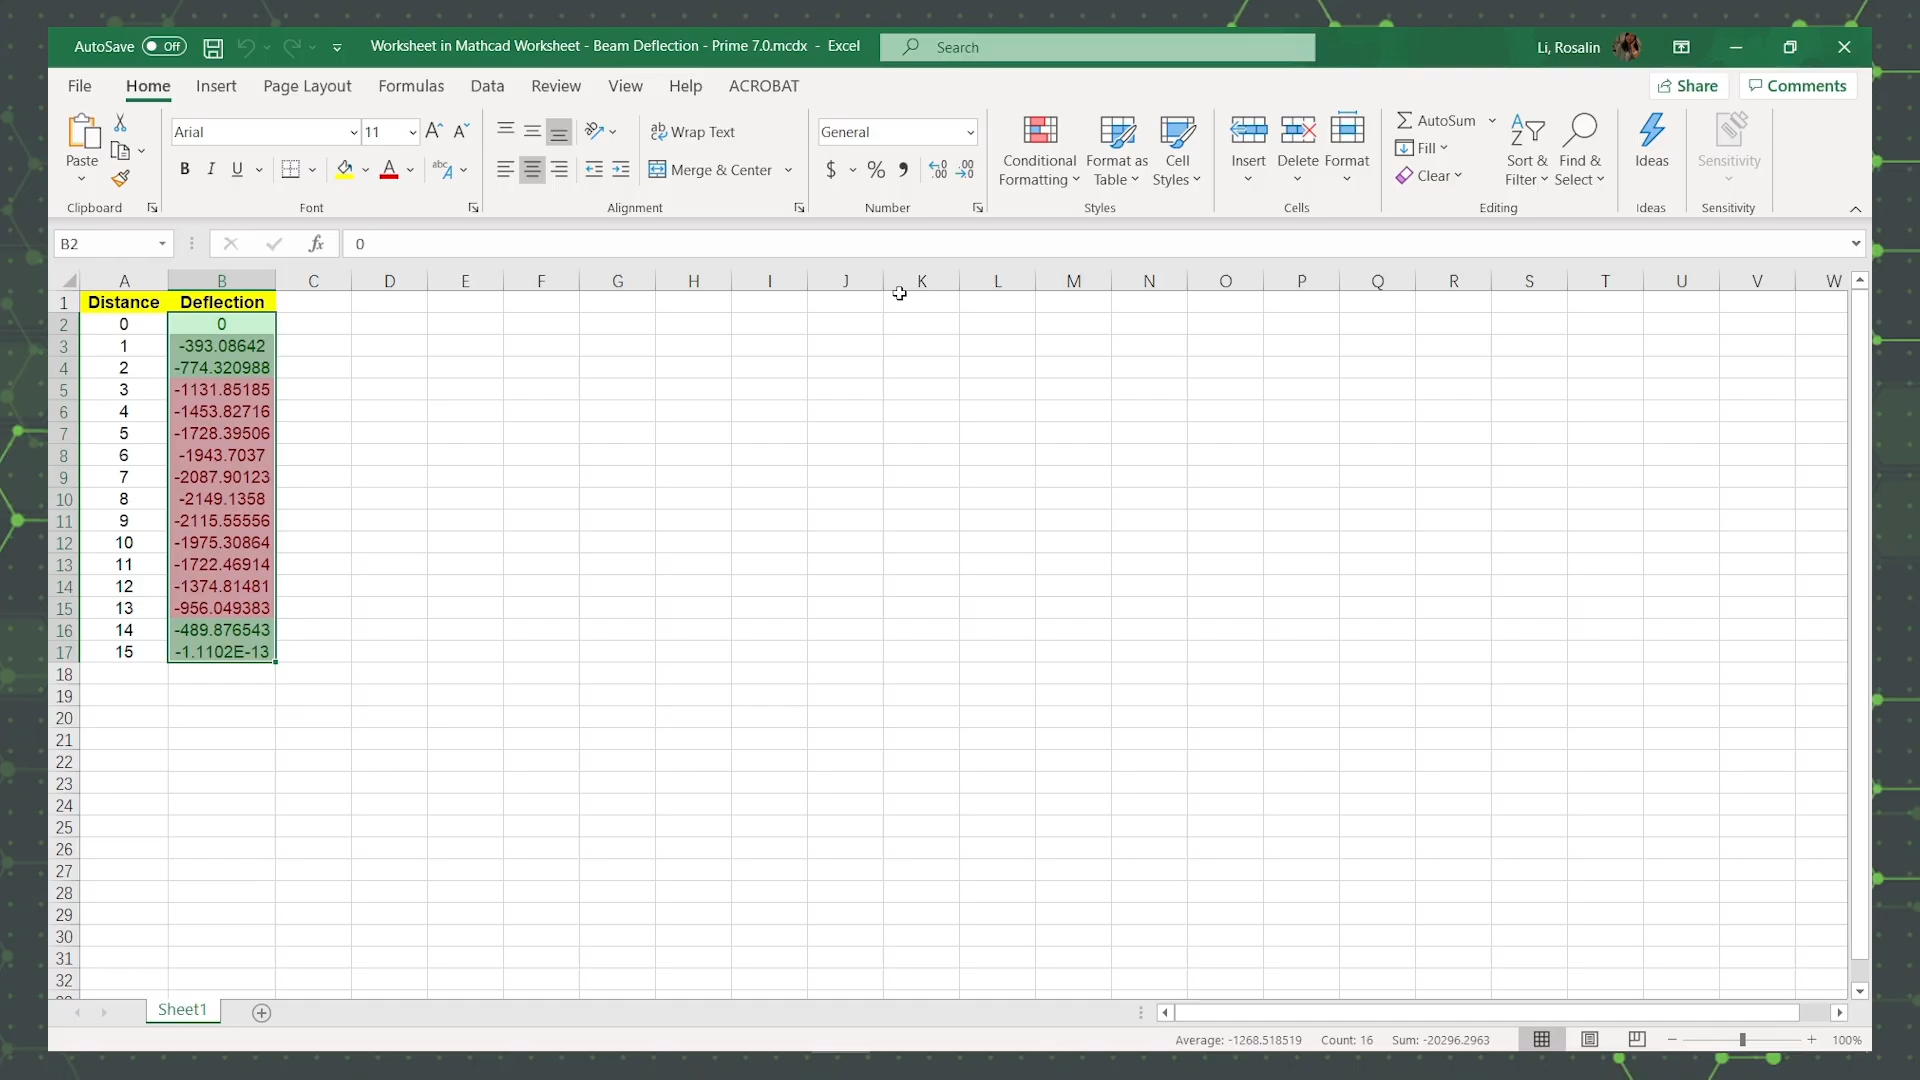 AutoSave Off Worksheet in Mathcad Worksheet - Beam Deflection - Prime 7.0.mcdx - Excel Search Li, Rosalin
File Home Insert Page Layout Formulas Data Review View Help ACROBAT Share Comments
Paste
Clipboard
Arial 11
B I U
Font
Wrap Text
Merge & Center
Alignment
General
$ % 9
Number
Conditional Formatting
Format as Table
Cell Styles
Styles
Insert Delete Format
Cells
AutoSum
Fill
Clear
Sort & Filter
Find & Select
Editing
Ideas
Ideas
Sensitivity
Sensitivity
B2 fx 0
A B C D E F G H I J K L M N O P Q R S T U V W
1 Distance Deflection
2 0 0
3 1 -393.08642
4 2 -774.320988
5 3 -1131.85185
6 4 -1453.82716
7 5 -1728.39506
8 6 -1943.7037
9 7 -2087.90123
10 8 -2149.1358
11 9 -2115.55556
12 10 -1975.30864
13 11 -1722.46914
14 12 -1374.81481
15 13 -956.049383
16 14 -489.876543
17 15 -1.1102E-13
18
19
20
21
22
23
24
25
26
27
28
29
30
31
32
Sheet1
Average: -1268.518519 Count: 16 Sum: -20296.2963 100%